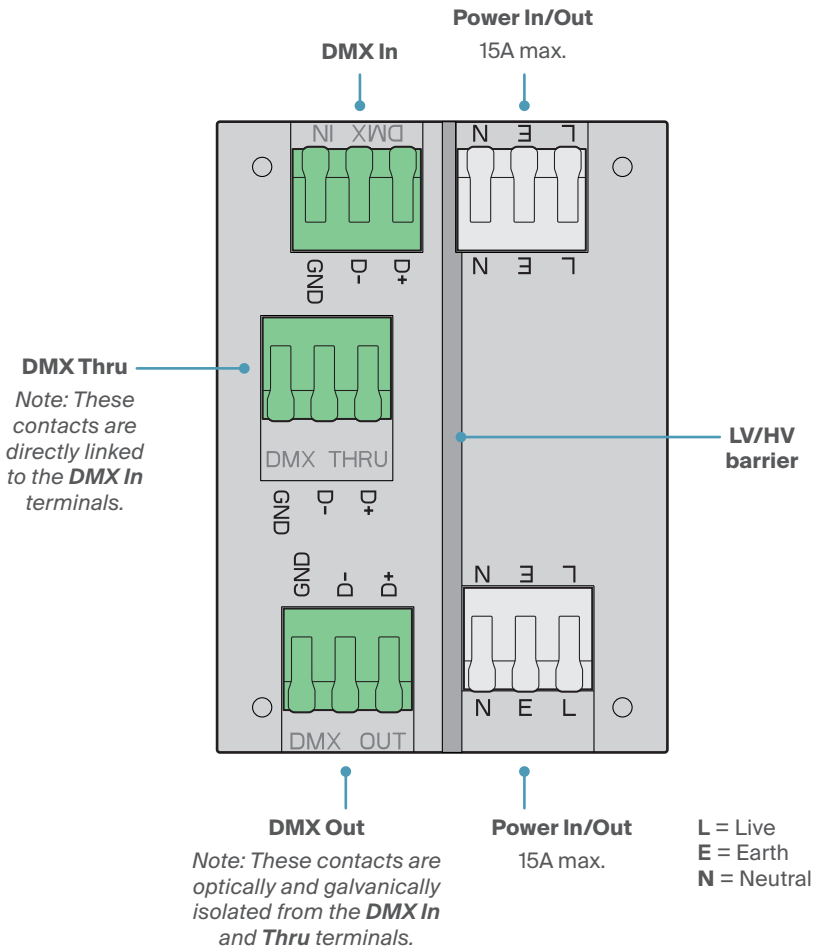 Power In/Out
15A max.
DMX In
DMX IN
N E L
GND D- D+
N E L
DMX Thru
Note: These
contacts are
directly linked
to the DMX In
terminals.
DMX THRU
GND D- D+
LV/HV
barrier
GND D- D+
N E L
N E L
DMX OUT
DMX Out
Note: These contacts are
optically and galvanically
isolated from the DMX In
and Thru terminals.
Power In/Out
15A max.
L = Live
E = Earth
N = Neutral